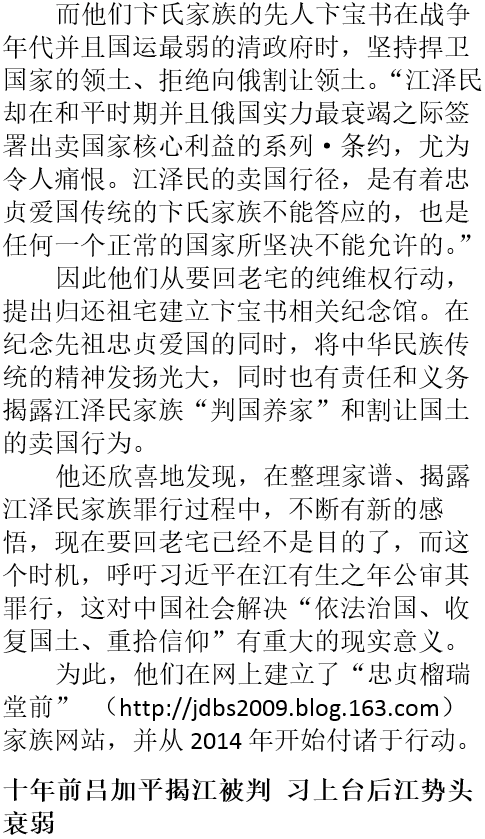 而他们卞氏家族的先人卞宝书在战争
年代并且国运最弱的清政府时，坚持捍卫
国家的领土、拒绝向俄割让领土。“江泽民
却在和平时期并且俄国实力最衰竭之际签
署出卖国家核心利益的系列·条约，尤为
令人痛恨。江泽民的卖国行径，是有着忠
贞爱国传统的卞氏家族不能答应的，也是
任何一个正常的国家所坚决不能允许的。”
因此他们从要回老宅的纯维权行动，
提出归还祖宅建立卞宝书相关纪念馆。在
纪念先祖忠贞爱国的同时，将中华民族传
统的精神发扬光大，同时也有责任和义务
揭露江泽民家族“判国养家”和割让国土
的卖国行为。
他还欣喜地发现，在整理家谱、揭露
江泽民家族罪行过程中，不断有新的感
悟，现在要回老宅已经不是目的了，而这
个时机，呼吁习近平在江有生之年公审其
罪行，这对中国社会解决“依法治国、收
复国土、重拾信仰”有重大的现实意义。
为此，他们在网上建立了“忠贞榴瑞
堂前”（http://jdbs2009.blog.163.com）
家族网站，并从 2014 年开始付诸于行动。
十年前吕加平揭江被判 习上台后江势头
衰弱